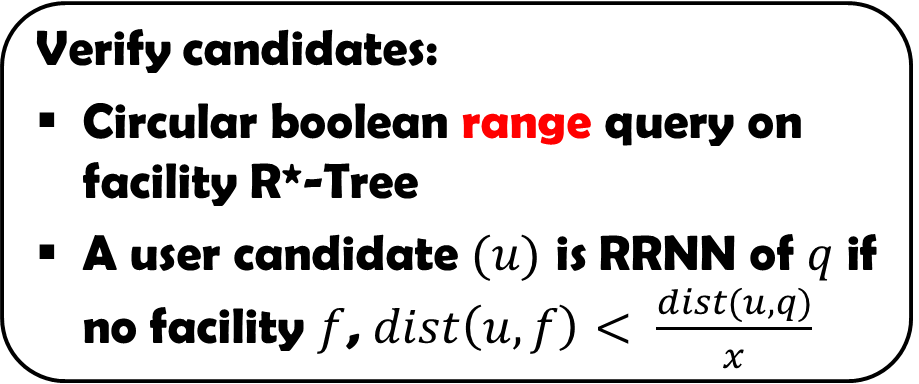 Verify candidates:
▪ Circular boolean range query on
facility R*-Tree
▪ A user candidate (u) is RRNN of q if
no facility f, dist(u, f) < dist(u,q)/x